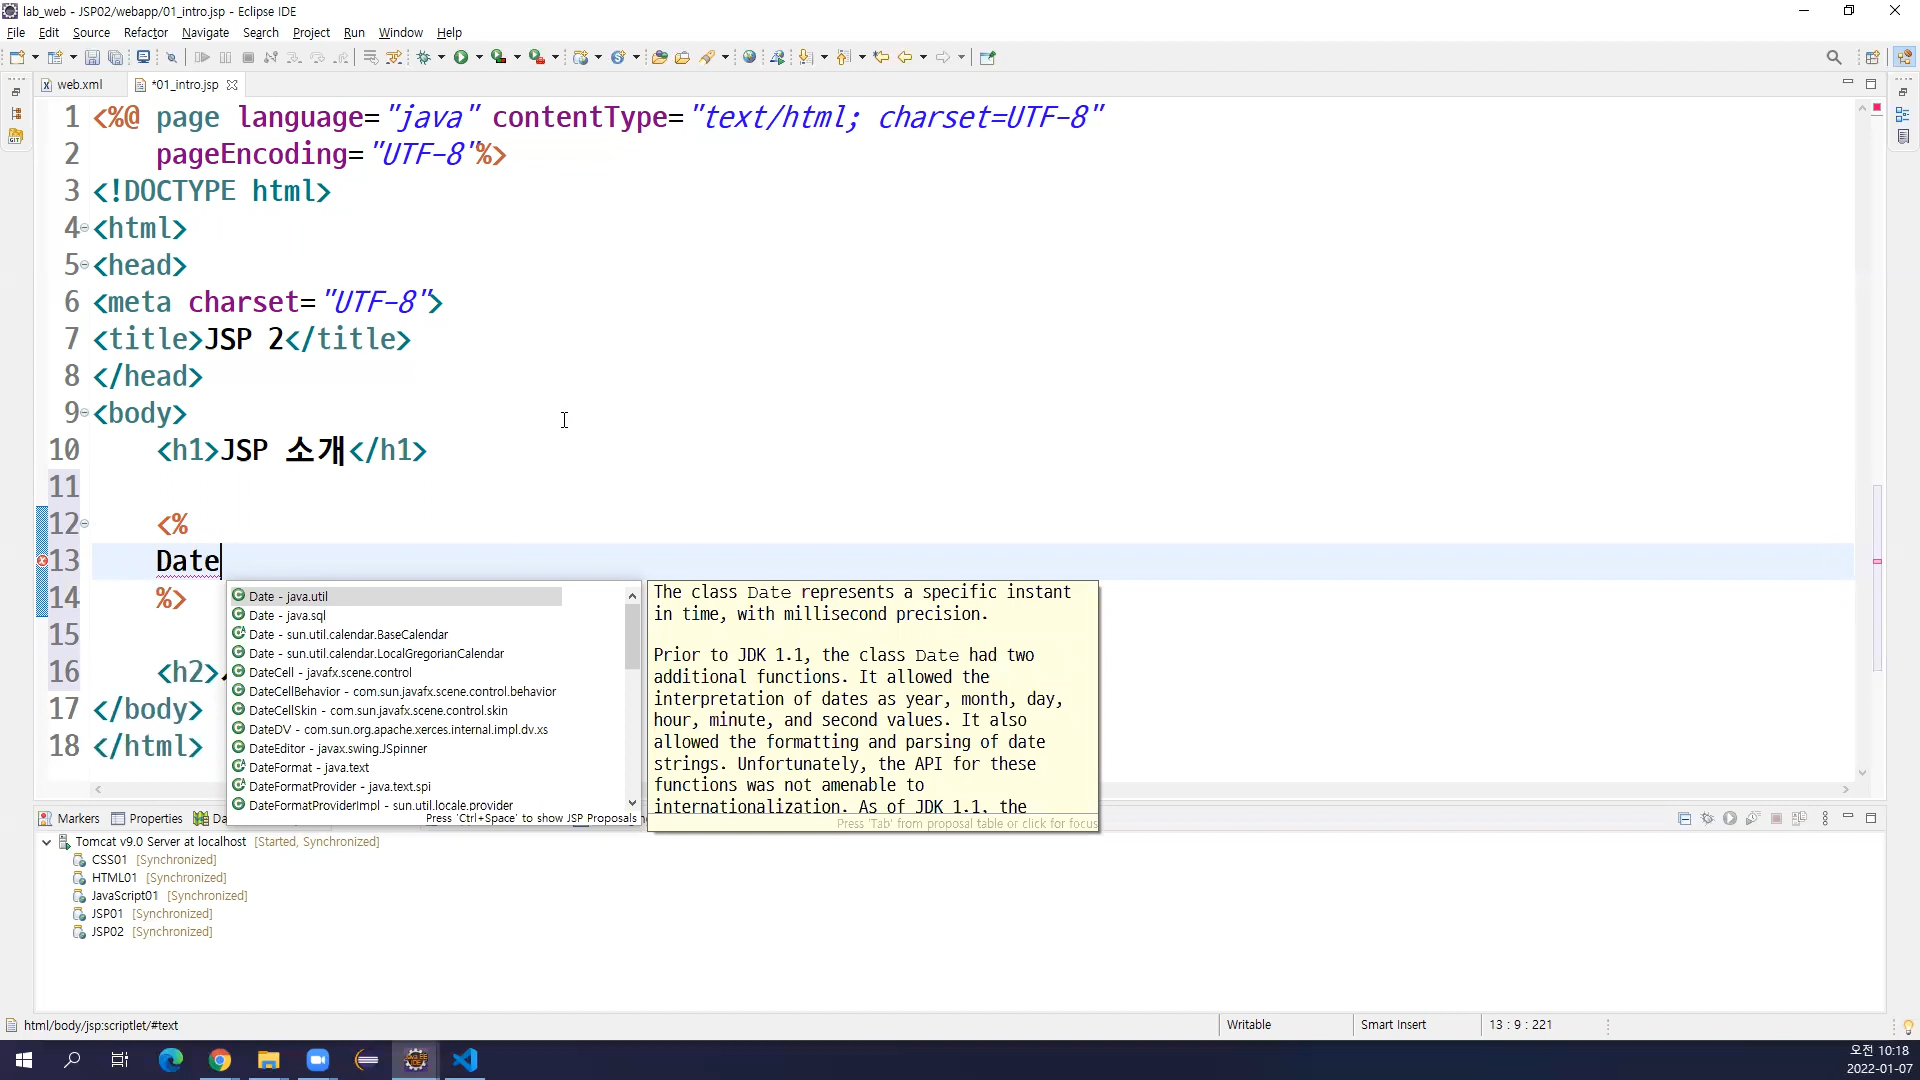 lab_web - JSP02/webapp/01_intro.jsp - Eclipse IDE
File Edit Source Refactor Navigate Search Project Run Window Help
web.xml *01_intro.jsp
1 <%@ page language="java" contentType="text/html; charset=UTF-8"
2 pageEncoding="UTF-8"%>
3 <!DOCTYPE html>
4 <html>
5 <head>
6 <meta charset="UTF-8">
7 <title>JSP 2</title>
8 </head>
9 <body>
10 <h1>JSP 소개</h1>
11
12 <%
13 Date
14 %>
15
16 <h2>
17 </body>
18 </html>
Date - java.util
Date - java.sql
Date - sun.util.calendar.BaseCalendar
Date - sun.util.calendar.LocalGregorianCalendar
DateCell - javafx.scene.control
DateCellBehavior - com.sun.javafx.scene.control.behavior
DateCellSkin - com.sun.javafx.scene.control.skin
DateDV - com.sun.org.apache.xerces.internal.impl.dv.xs
DateEditor - javax.swing.JSpinner
DateFormat - java.text
DateFormatProvider - java.text.spi
DateFormatProviderImpl - sun.util.locale.provider
Press 'Ctrl+Space' to show JSP Proposals
The class Date represents a specific instant
in time, with millisecond precision.
Prior to JDK 1.1, the class Date had two
additional functions. It allowed the
interpretation of dates as year, month, day,
hour, minute, and second values. It also
allowed the formatting and parsing of date
strings. Unfortunately, the API for these
functions was not amenable to
internationalization. As of JDK 1.1, the
Press 'Tab' from proposal table or click for focus
Markers Properties Da
Tomcat v9.0 Server at localhost [Started, Synchronized]
CSS01 [Synchronized]
HTML01 [Synchronized]
JavaScript01 [Synchronized]
JSP01 [Synchronized]
JSP02 [Synchronized]
html/body/jsp:scriptlet/#text Writable Smart Insert 13 : 9 : 221
오전 10:18
2022-01-07